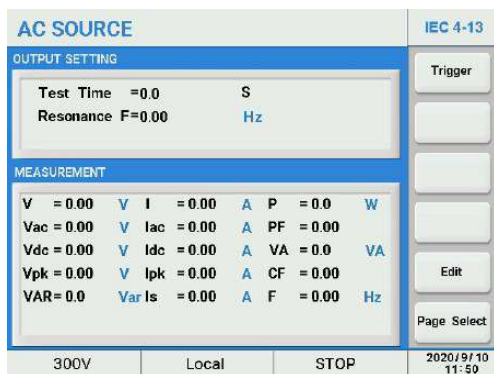 AC SOURCE
IEC 4-13
OUTPUT SETTING
Test Time =0.0 S
Resonance F=0.00 Hz
Trigger
MEASUREMENT
V = 0.00 V I = 0.00 A P = 0.0 W
Vac = 0.00 V Iac = 0.00 A PF = 0.00
Vdc = 0.00 V Idc = 0.00 A VA = 0.0 VA
Vpk = 0.00 V Ipk = 0.00 A CF = 0.00
VAR= 0.0 Var Is = 0.00 A F = 0.00 Hz
Edit
Page Select
300V Local STOP 2020/9/10
11:50